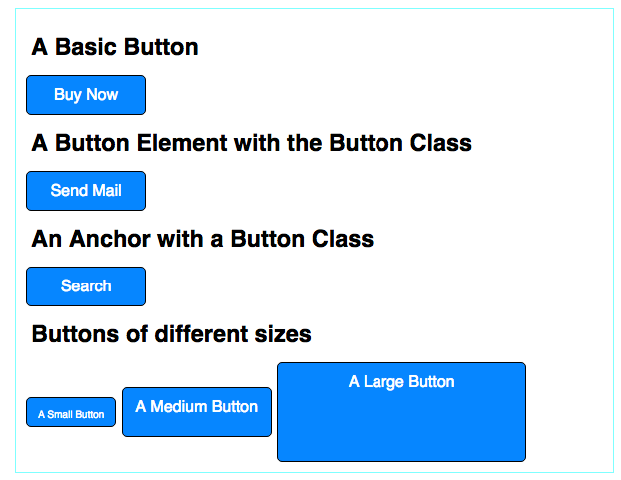 A Basic Button
Buy Now
A Button Element with the Button Class
Send Mail
An Anchor with a Button Class
Search
Buttons of different sizes
A Small Button
A Medium Button
A Large Button